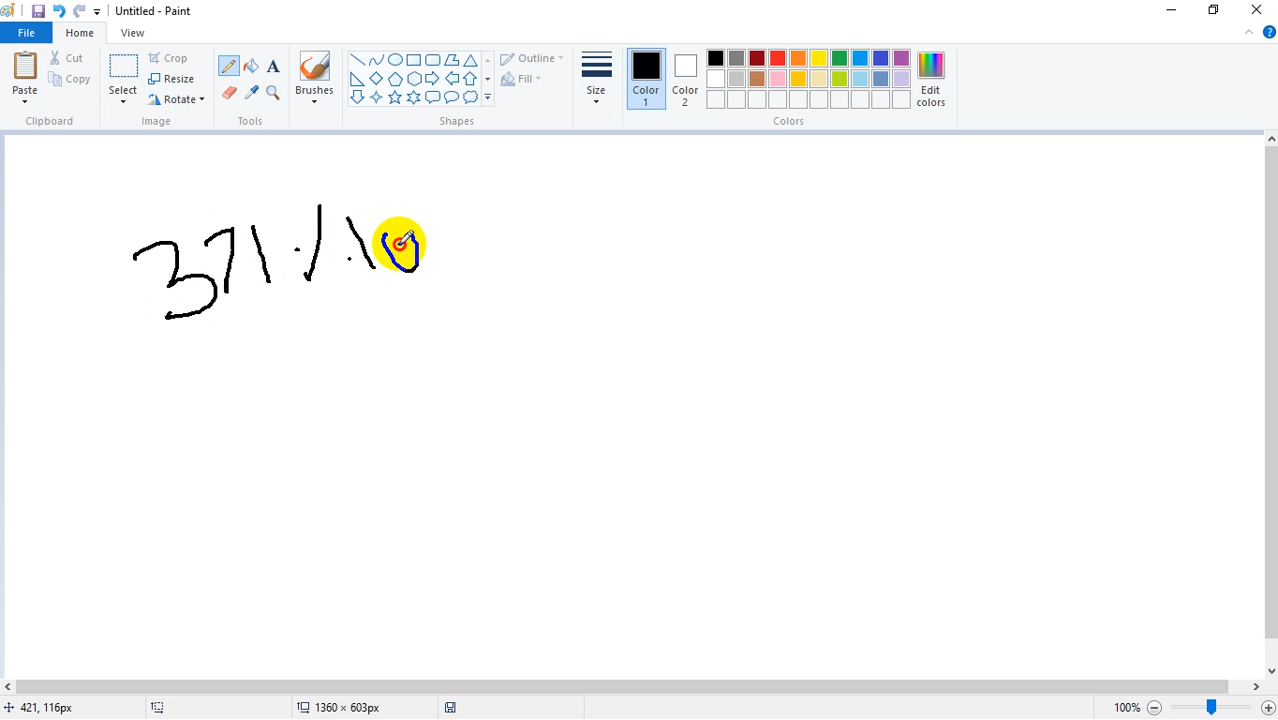 Untitled - Paint
File
Home
View
Paste
Cut
Copy
Clipboard
Select
Crop
Resize
Rotate
Image
Tools
Brushes
Shapes
Outline
Fill
Size
Color 1
Color 2
Edit colors
Colors
371 % 10
421, 116px
1360 × 603px
100%